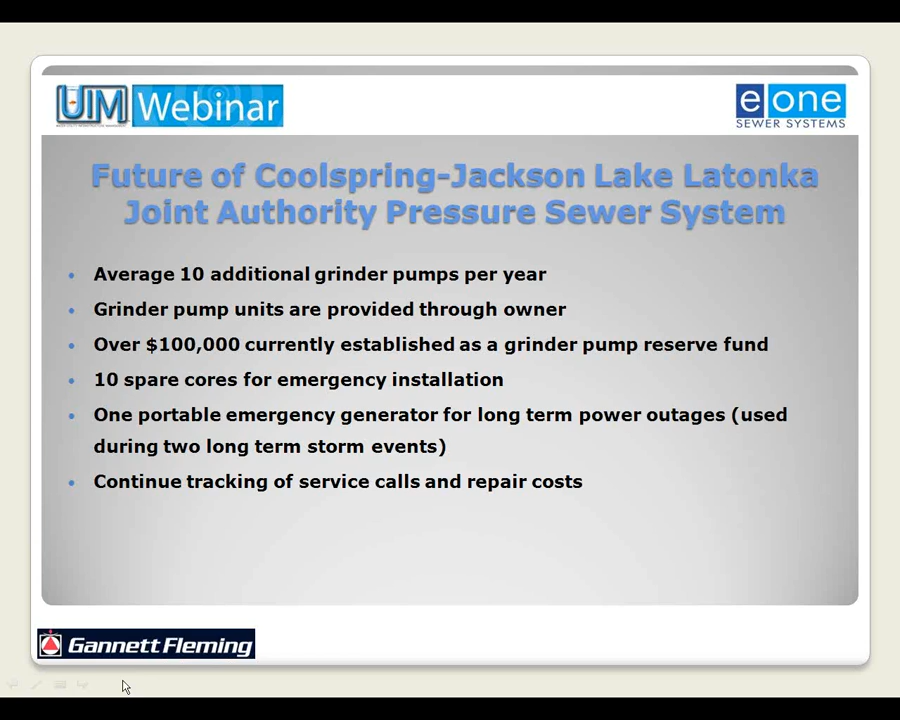 UIM Webinar
e one
SEWER SYSTEMS
Future of Coolspring-Jackson Lake Latonka
Joint Authority Pressure Sewer System
• Average 10 additional grinder pumps per year
• Grinder pump units are provided through owner
• Over $100,000 currently established as a grinder pump reserve fund
• 10 spare cores for emergency installation
• One portable emergency generator for long term power outages (used
during two long term storm events)
• Continue tracking of service calls and repair costs
Gannett Fleming